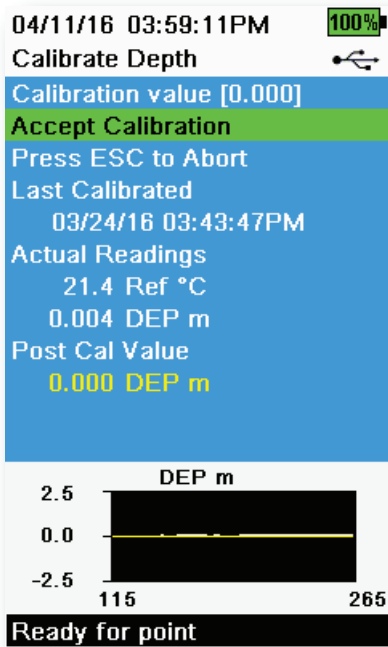 04/11/16 03:59:11PM 100%
Calibrate Depth
Calibration value [0.000]
Accept Calibration
Press ESC to Abort
Last Calibrated
03/24/16 03:43:47PM
Actual Readings
21.4 Ref °C
0.004 DEP m
Post Cal Value
0.000 DEP m
DEP m
2.5
0.0
-2.5
115 265
Ready for point